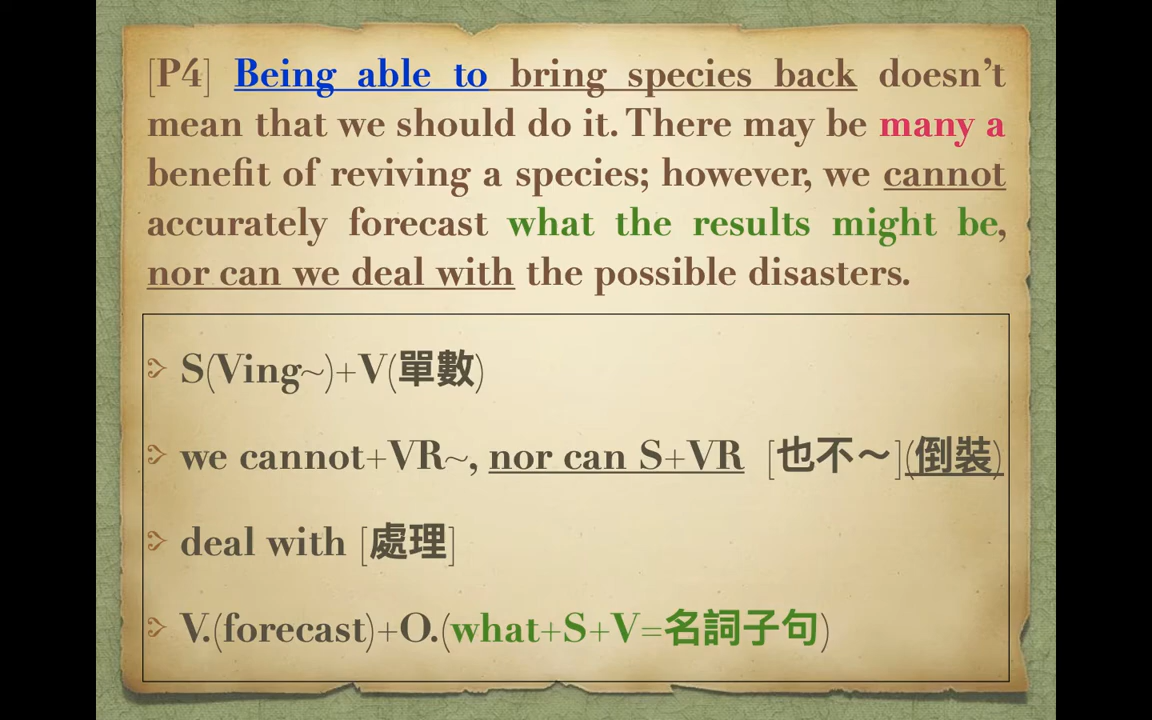 [P4] Being able to bring species back doesn’t
mean that we should do it. There may be many a
benefit of reviving a species; however, we cannot
accurately forecast what the results might be,
nor can we deal with the possible disasters.
S(Ving~)+V(單數)
we cannot+VR~, nor can S+VR [也不～](倒裝)
deal with [處理]
V.(forecast)+O.(what+S+V=名詞子句)